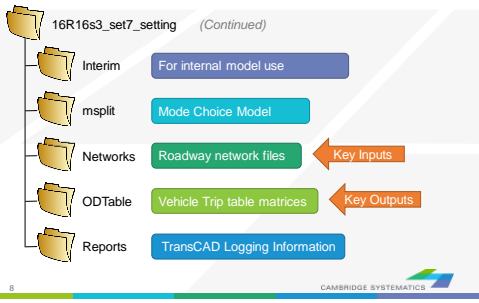 16R16s3_set7_setting (Continued)
Interim For internal model use
msplit Mode Choice Model
Networks Roadway network files Key Inputs
ODTable Vehicle Trip table matrices Key Outputs
Reports TransCAD Logging Information
8 CAMBRIDGE SYSTEMATICS